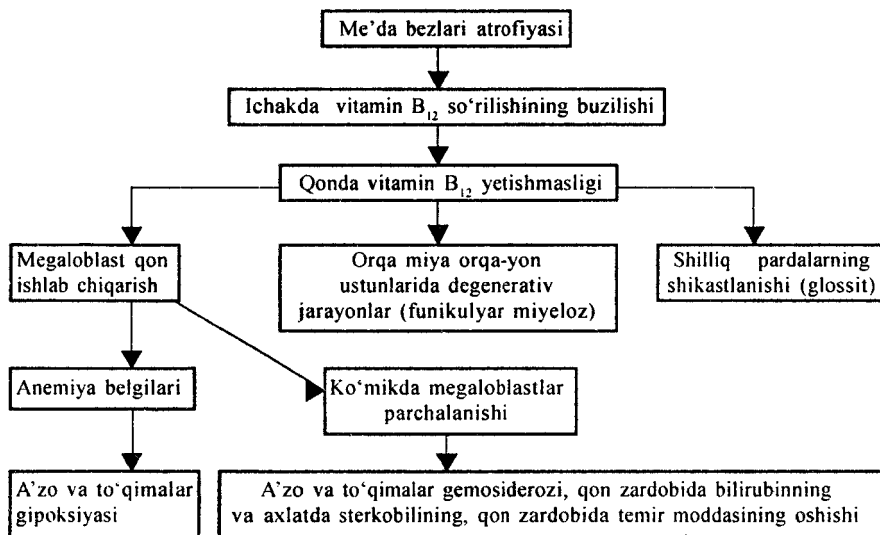 Me'da bezlari atrofiyasi
Ichakda vitamin B₁₂ so‘rilishining buzilishi
Qonda vitamin B₁₂ yetishmasligi
Megaloblast qon
ishlab chiqarish
Orqa miya orqa-yon
ustunlarida degenerativ
jarayonlar (funikulyar miyeloz)
Shilliq pardalarning
shikastlanishi (glossit)
Anemiya belgilari
Ko‘mikda megaloblastlar
parchalanishi
A'zo va to‘qimalar
gipoksiyasi
A'zo va to‘qimalar gemosiderozi, qon zardobida bilirubinning
va axlatda sterkobilining, qon zardobida temir moddasining oshishi